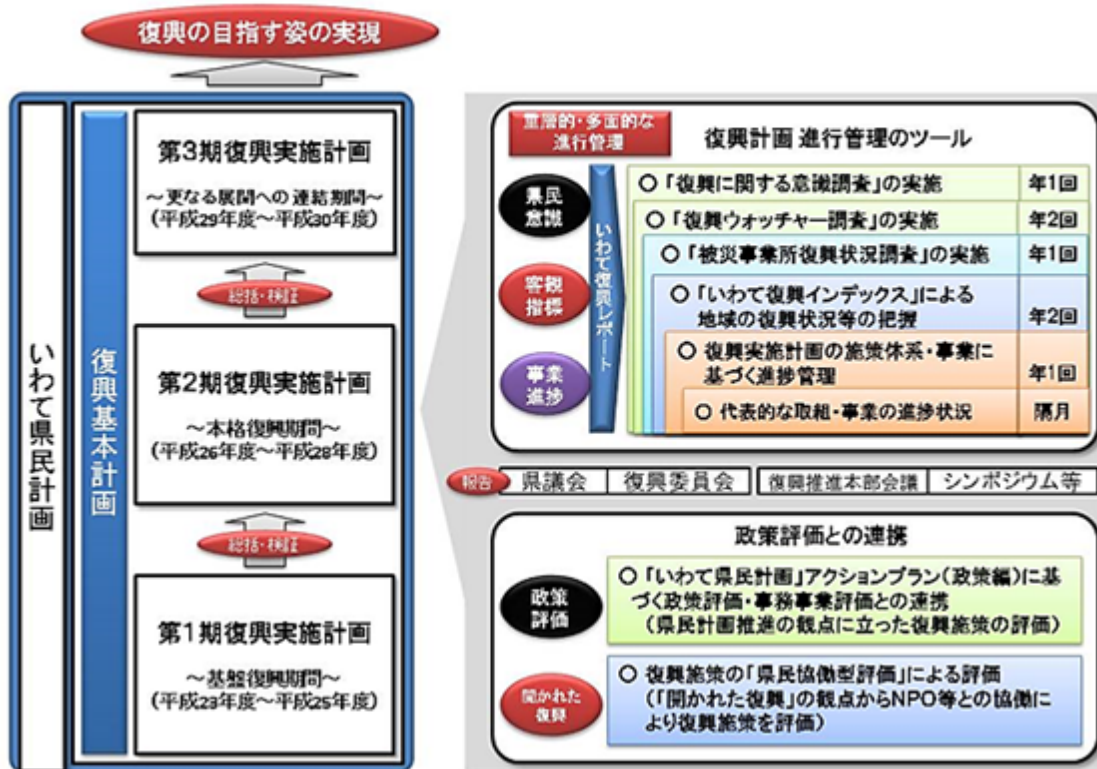 復興の目指す姿の実現
いわて県民計画
復興基本計画
第3期復興実施計画
～更なる展開への連結期間～
(平成29年度～平成30年度)
総括・検証
第2期復興実施計画
～本格復興期間～
(平成26年度～平成28年度)
総括・検証
第1期復興実施計画
～基盤復興期間～
(平成23年度～平成25年度)
重層的・多面的な
進行管理
復興計画 進行管理のツール
県民
意識
客観
指標
事業
進捗
いわて復興レポート
○「復興に関する意識調査」の実施 年1回
○「復興ウォッチャー調査」の実施 年2回
○「被災事業所復興状況調査」の実施 年1回
○「いわて復興インデックス」による
地域の復興状況等の把握 年2回
○ 復興実施計画の施策体系・事業に
基づく進捗管理 年1回
○ 代表的な取組・事業の進捗状況 隔月
報告 県議会 復興委員会 復興推進本部会議 シンポジウム等
政策評価との連携
政策
評価
○「いわて県民計画」アクションプラン(政策編)に基
づく政策評価・事務事業評価との連携
(県民計画推進の観点に立った復興施策の評価)
開かれた
復興
○ 復興施策の「県民協働型評価」による評価
(「開かれた復興」の観点からNPO等との協働に
より復興施策を評価)